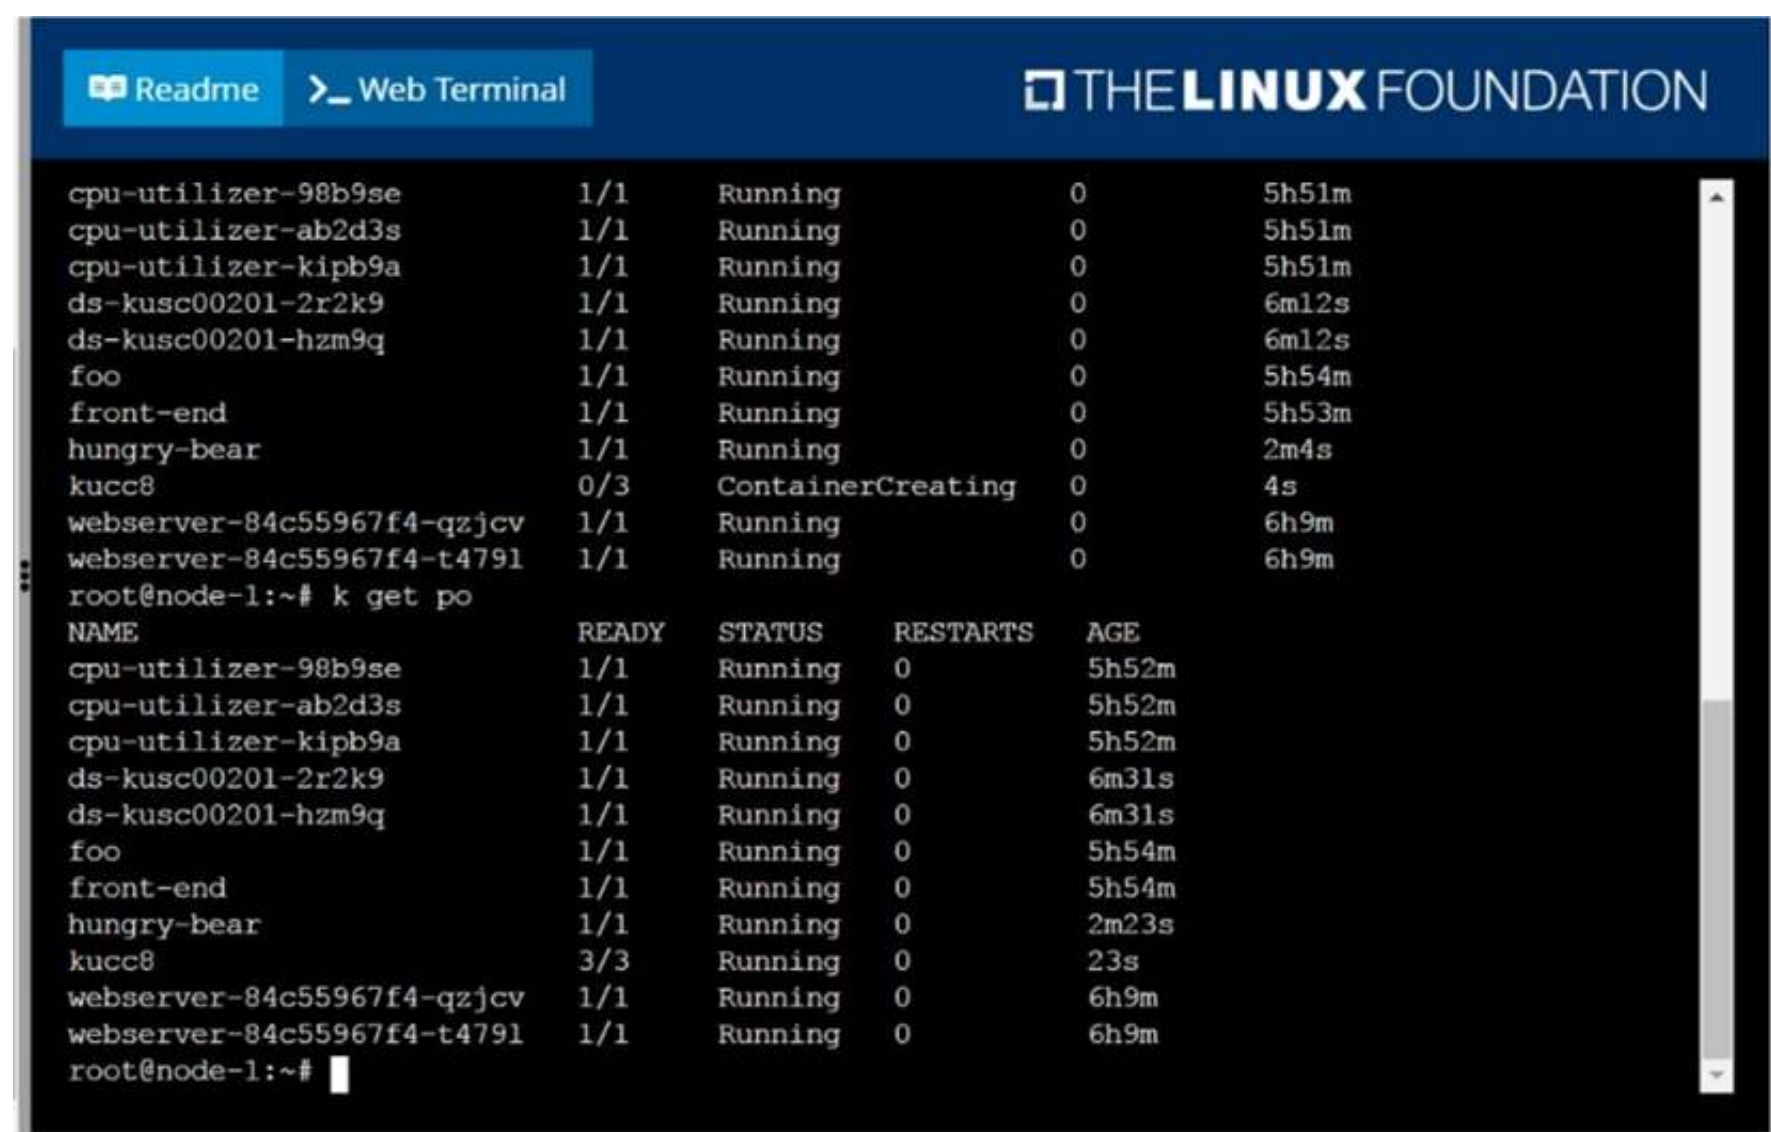 Readme >_ Web Terminal THE LINUX FOUNDATION
cpu-utilizer-98b9se 1/1 Running 0 5h51m
cpu-utilizer-ab2d3s 1/1 Running 0 5h51m
cpu-utilizer-kipb9a 1/1 Running 0 5h51m
ds-kusc00201-2r2k9 1/1 Running 0 6m12s
ds-kusc00201-hzm9q 1/1 Running 0 6m12s
foo 1/1 Running 0 5h54m
front-end 1/1 Running 0 5h53m
hungry-bear 1/1 Running 0 2m4s
kucc8 0/3 ContainerCreating 0 4s
webserver-84c55967f4-qzjcv 1/1 Running 0 6h9m
webserver-84c55967f4-t479l 1/1 Running 0 6h9m
root@node-1:~# k get po
NAME READY STATUS RESTARTS AGE
cpu-utilizer-98b9se 1/1 Running 0 5h52m
cpu-utilizer-ab2d3s 1/1 Running 0 5h52m
cpu-utilizer-kipb9a 1/1 Running 0 5h52m
ds-kusc00201-2r2k9 1/1 Running 0 6m31s
ds-kusc00201-hzm9q 1/1 Running 0 6m31s
foo 1/1 Running 0 5h54m
front-end 1/1 Running 0 5h54m
hungry-bear 1/1 Running 0 2m23s
kucc8 3/3 Running 0 23s
webserver-84c55967f4-qzjcv 1/1 Running 0 6h9m
webserver-84c55967f4-t479l 1/1 Running 0 6h9m
root@node-1:~#